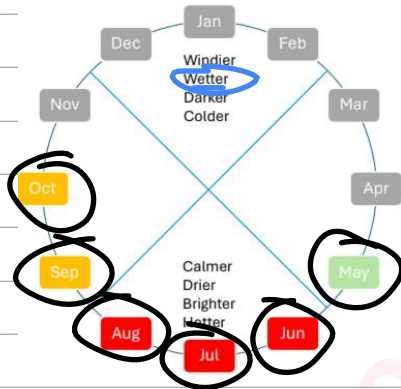 Jan
Dec
Feb
Windier
Wetter
Darker
Colder
Nov
Mar
Oct
Apr
Sep
May
Calmer
Drier
Brighter
Hotter
Aug
Jun
Jul